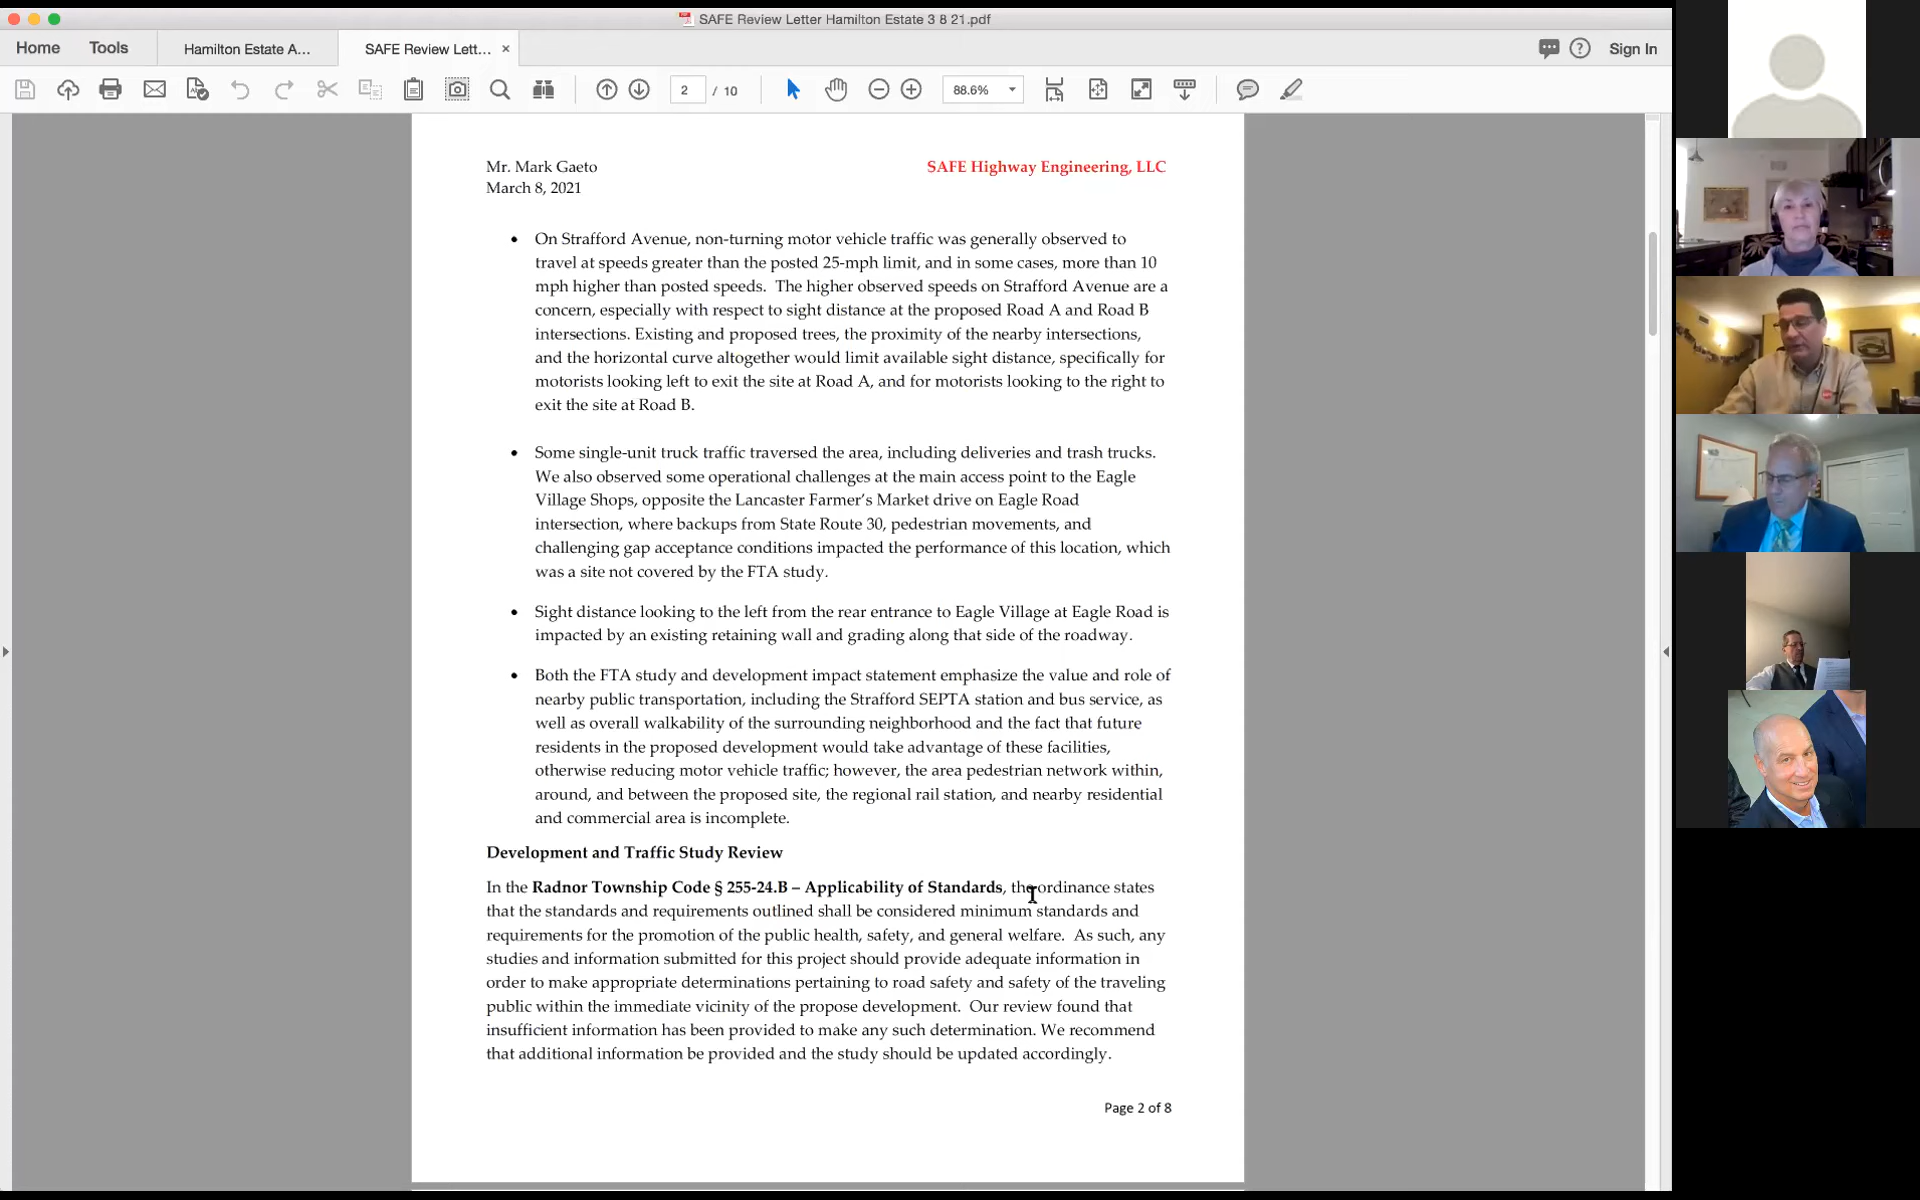 SAFE Review Letter Hamilton Estate 3 8 21.pdf
Home Tools Hamilton Estate A... SAFE Review Lett... × Sign In
2 / 10 88.6%
Mr. Mark Gaeto SAFE Highway Engineering, LLC
March 8, 2021
• On Strafford Avenue, non-turning motor vehicle traffic was generally observed to
travel at speeds greater than the posted 25-mph limit, and in some cases, more than 10
mph higher than posted speeds. The higher observed speeds on Strafford Avenue are a
concern, especially with respect to sight distance at the proposed Road A and Road B
intersections. Existing and proposed trees, the proximity of the nearby intersections,
and the horizontal curve altogether would limit available sight distance, specifically for
motorists looking left to exit the site at Road A, and for motorists looking to the right to
exit the site at Road B.
• Some single-unit truck traffic traversed the area, including deliveries and trash trucks.
We also observed some operational challenges at the main access point to the Eagle
Village Shops, opposite the Lancaster Farmer’s Market drive on Eagle Road
intersection, where backups from State Route 30, pedestrian movements, and
challenging gap acceptance conditions impacted the performance of this location, which
was a site not covered by the FTA study.
• Sight distance looking to the left from the rear entrance to Eagle Village at Eagle Road is
impacted by an existing retaining wall and grading along that side of the roadway.
• Both the FTA study and development impact statement emphasize the value and role of
nearby public transportation, including the Strafford SEPTA station and bus service, as
well as overall walkability of the surrounding neighborhood and the fact that future
residents in the proposed development would take advantage of these facilities,
otherwise reducing motor vehicle traffic; however, the area pedestrian network within,
around, and between the proposed site, the regional rail station, and nearby residential
and commercial area is incomplete.
Development and Traffic Study Review
In the Radnor Township Code § 255-24.B – Applicability of Standards, the ordinance states
that the standards and requirements outlined shall be considered minimum standards and
requirements for the promotion of the public health, safety, and general welfare. As such, any
studies and information submitted for this project should provide adequate information in
order to make appropriate determinations pertaining to road safety and safety of the traveling
public within the immediate vicinity of the propose development. Our review found that
insufficient information has been provided to make any such determination. We recommend
that additional information be provided and the study should be updated accordingly.
Page 2 of 8